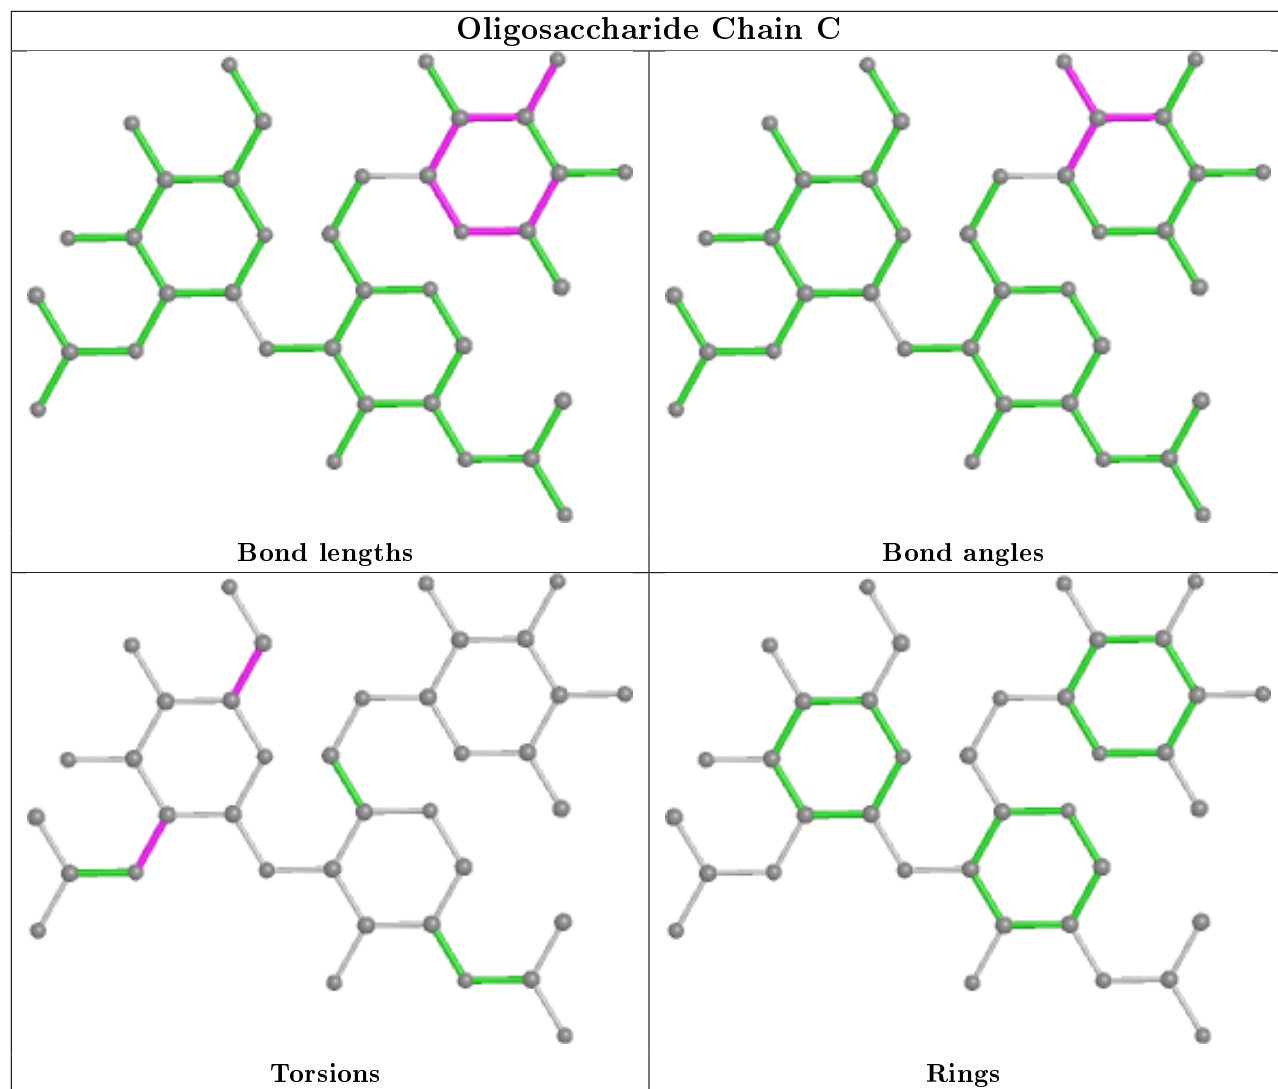 Oligosaccharide Chain C
Bond lengths
Bond angles
Torsions
Rings